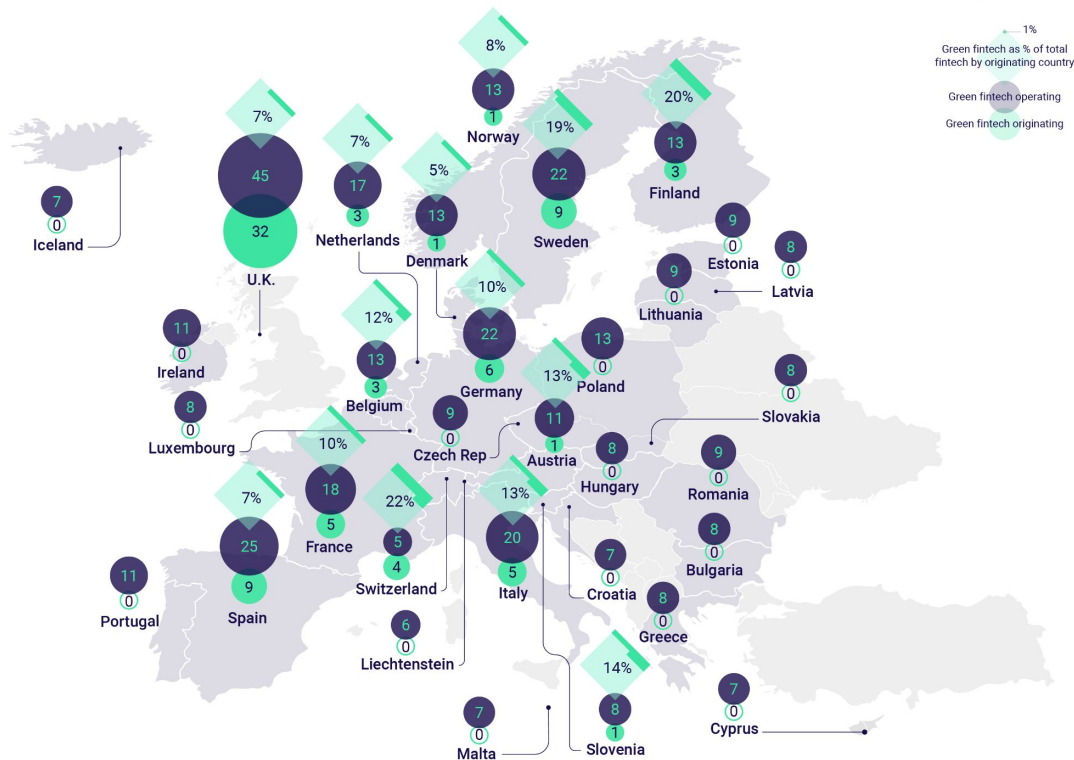 1%
Green fintech as % of total
fintech by originating country
Green fintech operating
Green fintech originating
8%
13
1
Norway
20%
13
3
Finland
7%
45
32
U.K.
7%
17
3
Netherlands
5%
13
1
Denmark
19%
22
9
Sweden
7
0
Iceland
9
0
Estonia
8
0
Latvia
9
0
Lithuania
10%
22
6
Germany
12%
13
3
Belgium
11
0
Ireland
13%
11
1
Austria
13
0
Poland
8
0
Slovakia
8
0
Luxembourg
9
0
Czech Rep
8
0
Hungary
9
0
Romania
10%
18
5
France
22%
5
4
Switzerland
13%
20
5
Italy
7%
25
9
Spain
8
0
Bulgaria
7
0
Croatia
11
0
Portugal
8
0
Greece
6
0
Liechtenstein
14%
8
1
Slovenia
7
0
Malta
7
0
Cyprus